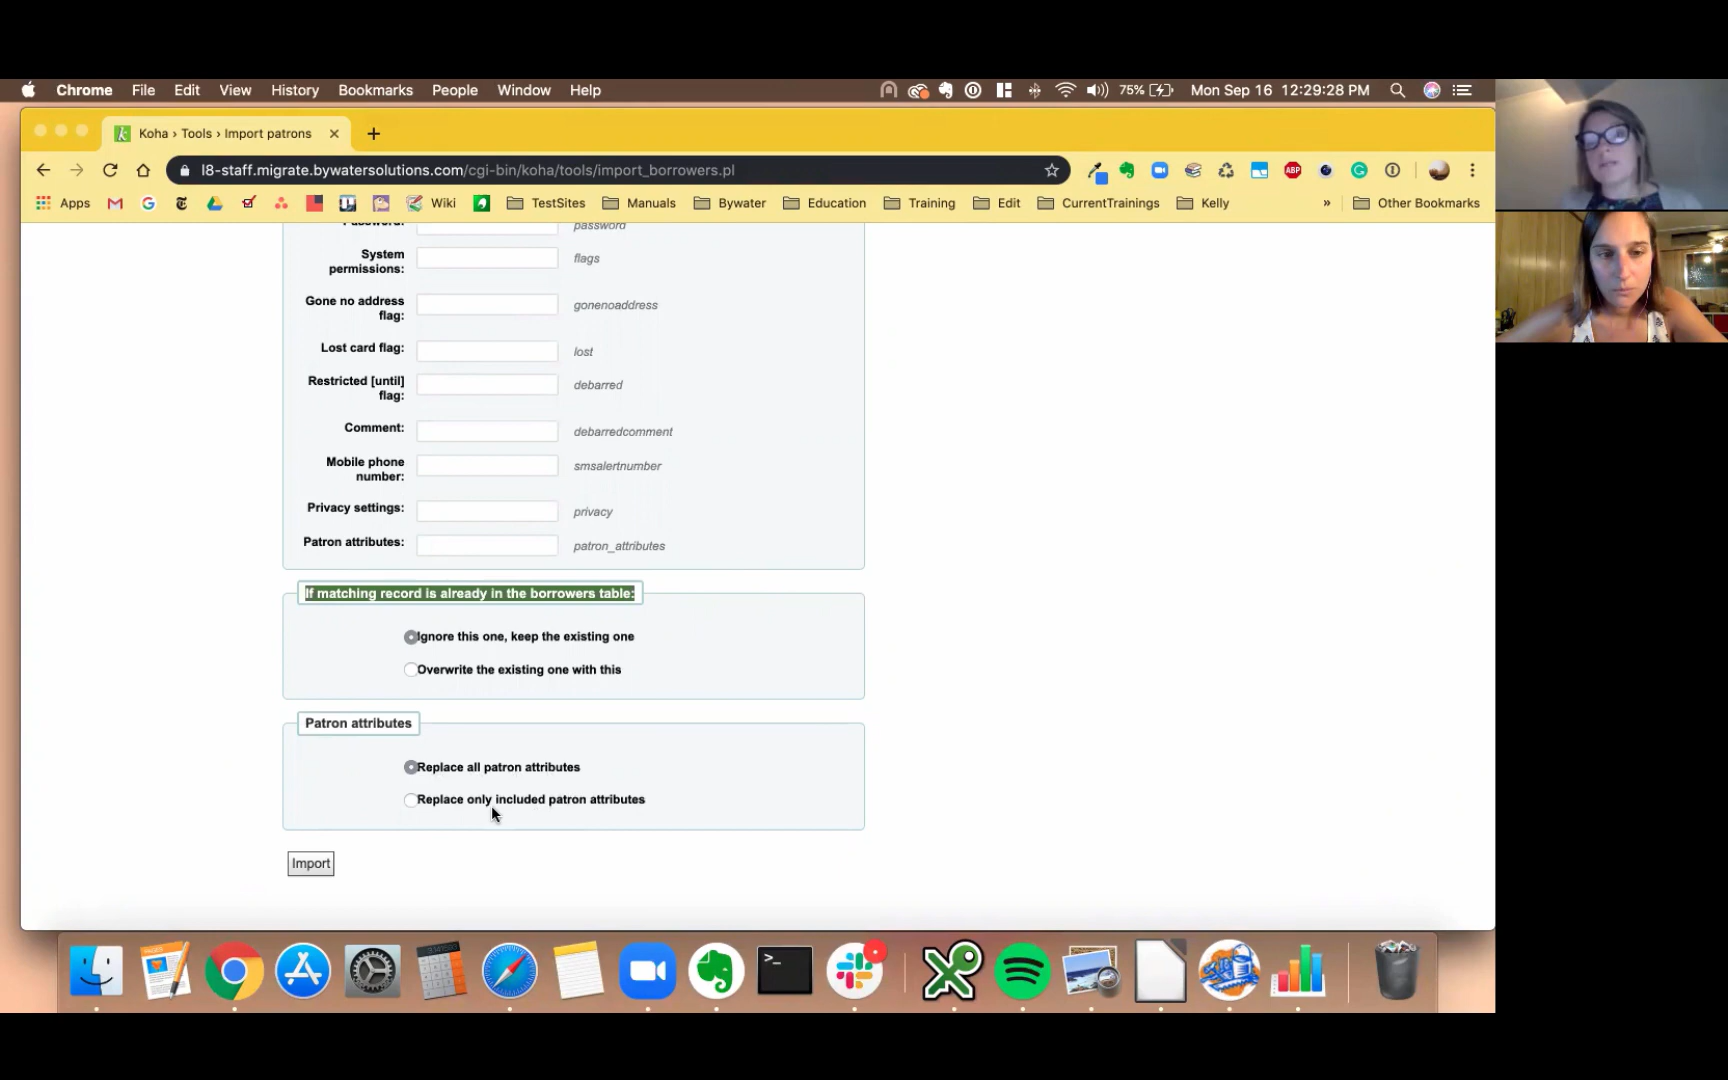 Chrome File Edit View History Bookmarks People Window Help 75% Mon Sep 16 12:29:28 PM
Koha › Tools › Import patrons
l8-staff.migrate.bywatersolutions.com/cgi-bin/koha/tools/import_borrowers.pl
ABP
Apps Wiki TestSites Manuals Bywater Education Training Edit CurrentTrainings Kelly » Other Bookmarks
Password: password
System
permissions: flags
Gone no address
flag: gonenoaddress
Lost card flag: lost
Restricted [until]
flag: debarred
Comment: debarredcomment
Mobile phone
number: smsalertnumber
Privacy settings: privacy
Patron attributes: patron_attributes
If matching record is already in the borrowers table:
Ignore this one, keep the existing one
Overwrite the existing one with this
Patron attributes
Replace all patron attributes
Replace only included patron attributes
Import